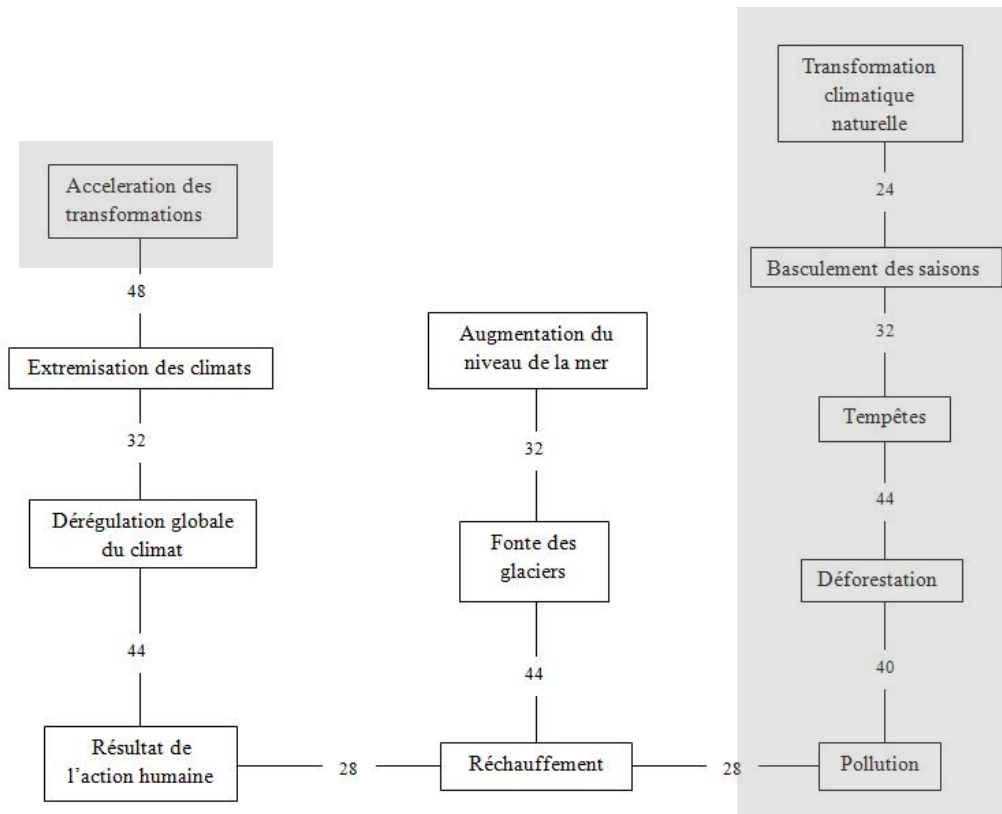 Transformation
climatique
naturelle
Acceleration des
transformations
24
Basculement des saisons
48
Augmentation du
niveau de la mer
32
Extremisation des climats
Tempêtes
32
32
44
Dérégulation globale
du climat
Fonte des
glaciers
Déforestation
44
44
40
Résultat de
l'action humaine
28
Réchauffement
28
Pollution